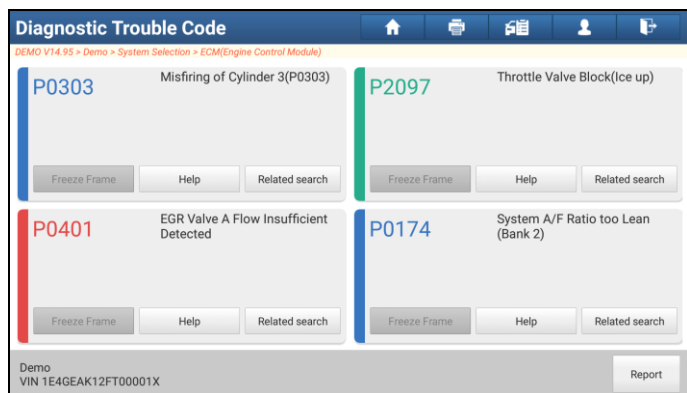 Diagnostic Trouble Code
DEMO V14.95 > Demo > System Selection > ECM(Engine Control Module)
P0303
Misfiring of Cylinder 3(P0303)
Freeze Frame
Help
Related search
P2097
Throttle Valve Block(Ice up)
Freeze Frame
Help
Related search
P0401
EGR Valve A Flow Insufficient
Detected
Freeze Frame
Help
Related search
P0174
System A/F Ratio too Lean
(Bank 2)
Freeze Frame
Help
Related search
Demo
VIN 1E4GEAK12FT00001X
Report